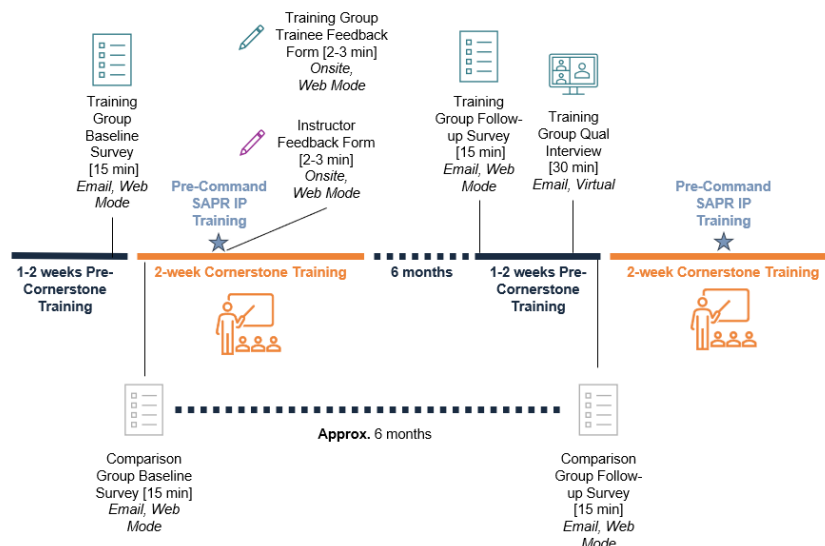 Training
Group
Baseline
Survey
[15 min]
Email, Web
Mode
Training Group
Trainee Feedback
Form [2-3 min]
Onsite,
Web Mode
Instructor
Feedback Form
[2-3 min]
Onsite,
Web Mode
Pre-Command
SAPR IP
Training
Training
Group Follow-
up Survey
[15 min]
Email, Web
Mode
Training
Group Qual
Interview
[30 min]
Email, Virtual
Pre-Command
SAPR IP
Training
1-2 weeks Pre-
Cornerstone
Training
2-week Cornerstone Training
6 months
1-2 weeks Pre-
Cornerstone
Training
2-week Cornerstone Training
Approx. 6 months
Comparison
Group Baseline
Survey [15 min]
Email, Web
Mode
Comparison
Group Follow-
up Survey
[15 min]
Email, Web
Mode